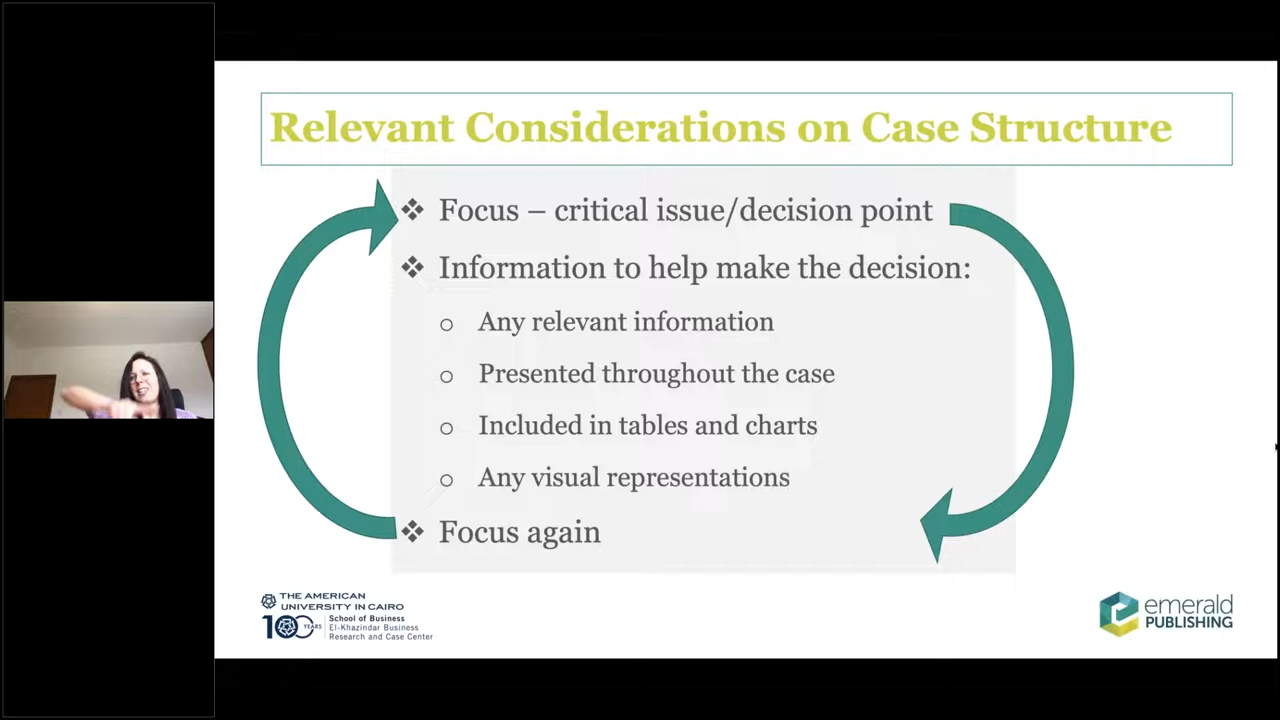 Relevant Considerations on Case Structure
❖ Focus – critical issue/decision point
❖ Information to help make the decision:
o Any relevant information
o Presented throughout the case
o Included in tables and charts
o Any visual representations
❖ Focus again
THE AMERICAN
UNIVERSITY IN CAIRO
100 YEARS
School of Business
El-Khazindar Business
Research and Case Center
emerald
PUBLISHING